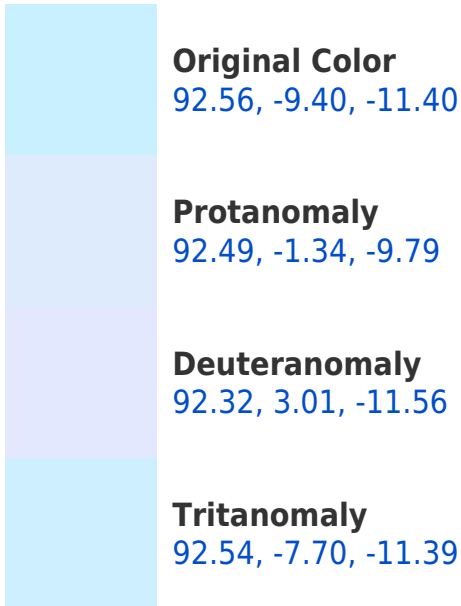 Original Color
92.56, -9.40, -11.40
Protanomaly
92.49, -1.34, -9.79
Deuteranomaly
92.32, 3.01, -11.56
Tritanomaly
92.54, -7.70, -11.39